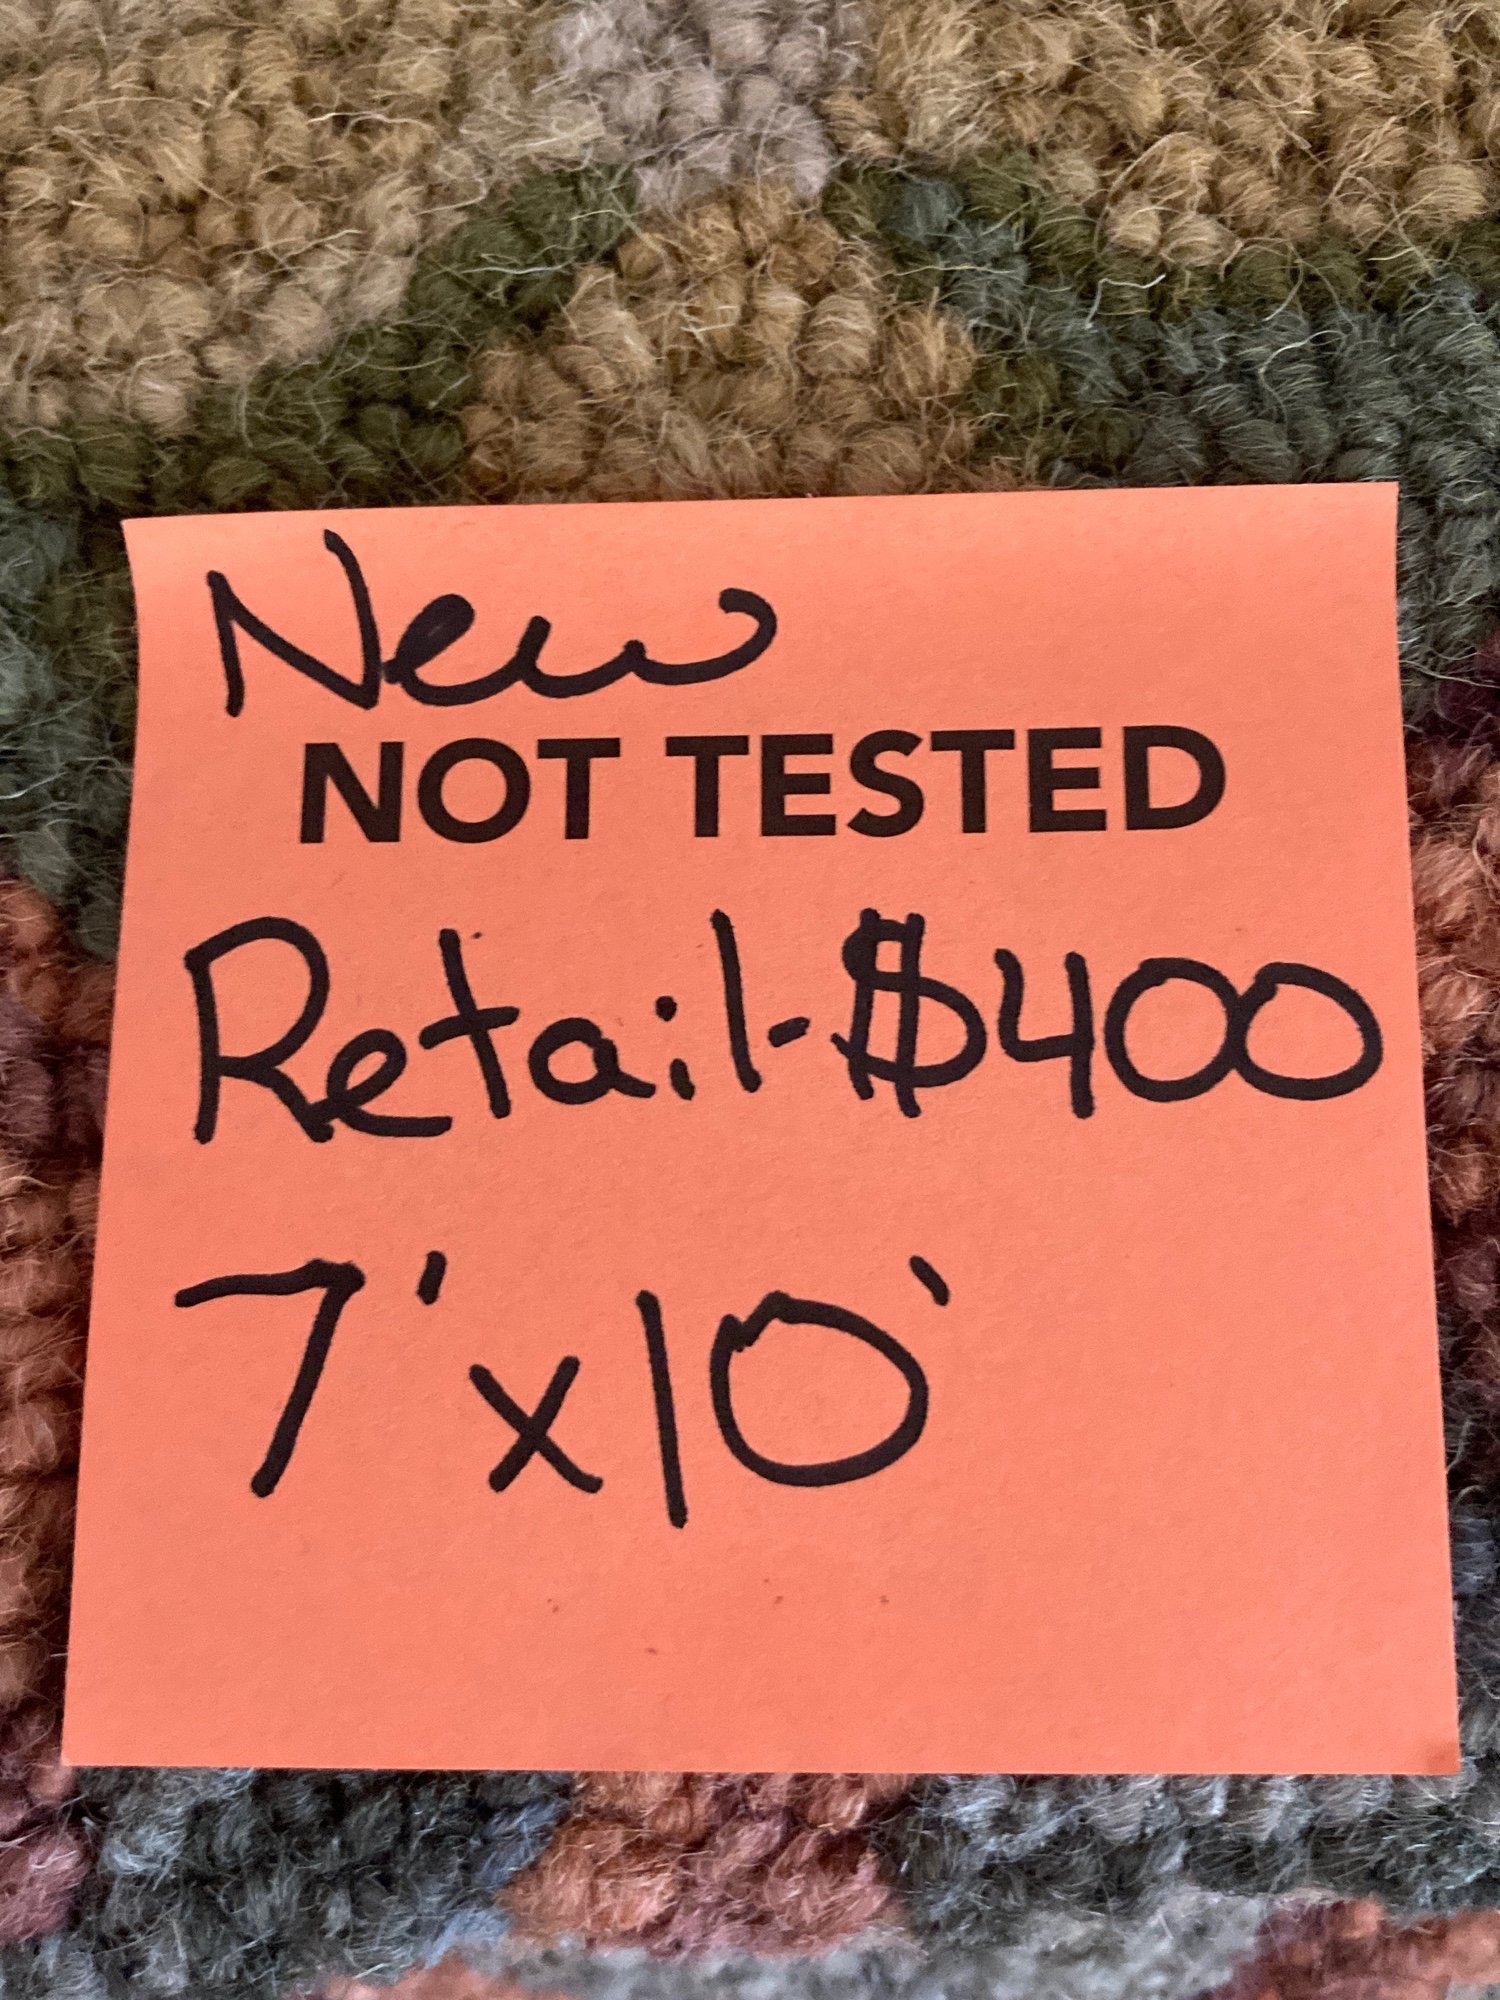 New
NOT TESTED
Retail-$400
7'x10'